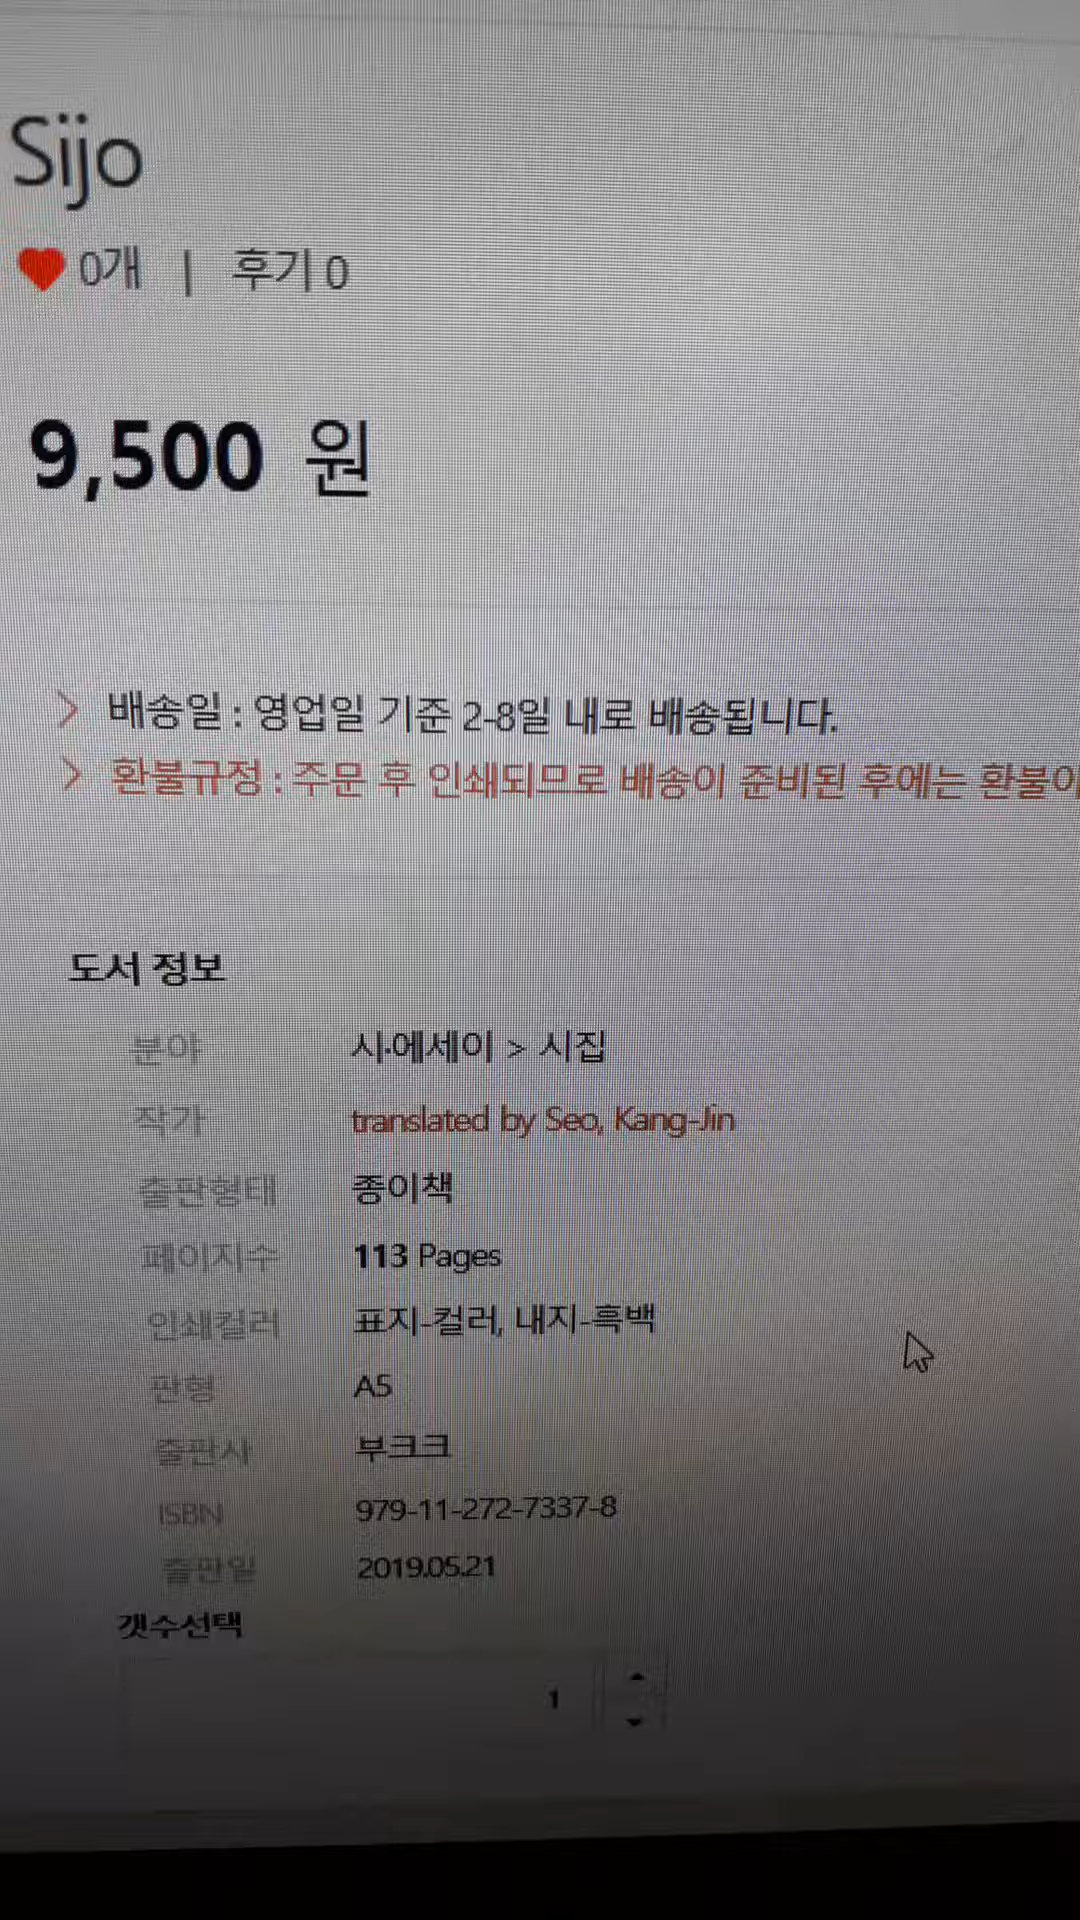 Sijo
0개 | 후기 0
9,500 원
> 배송일 : 영업일 기준 2-8일 내로 배송됩니다.
> 환불규정 : 주문 후 인쇄되므로 배송이 준비된 후에는 환불이
도서 정보
분야 시·에세이 > 시집
작가 translated by Seo, Kang-Jin
출판형태 종이책
페이지수 113 Pages
인쇄컬러 표지-컬러, 내지-흑백
판형 A5
출판사 부크크
ISBN 979-11-272-7337-8
출판일 2019.05.21
갯수선택
1